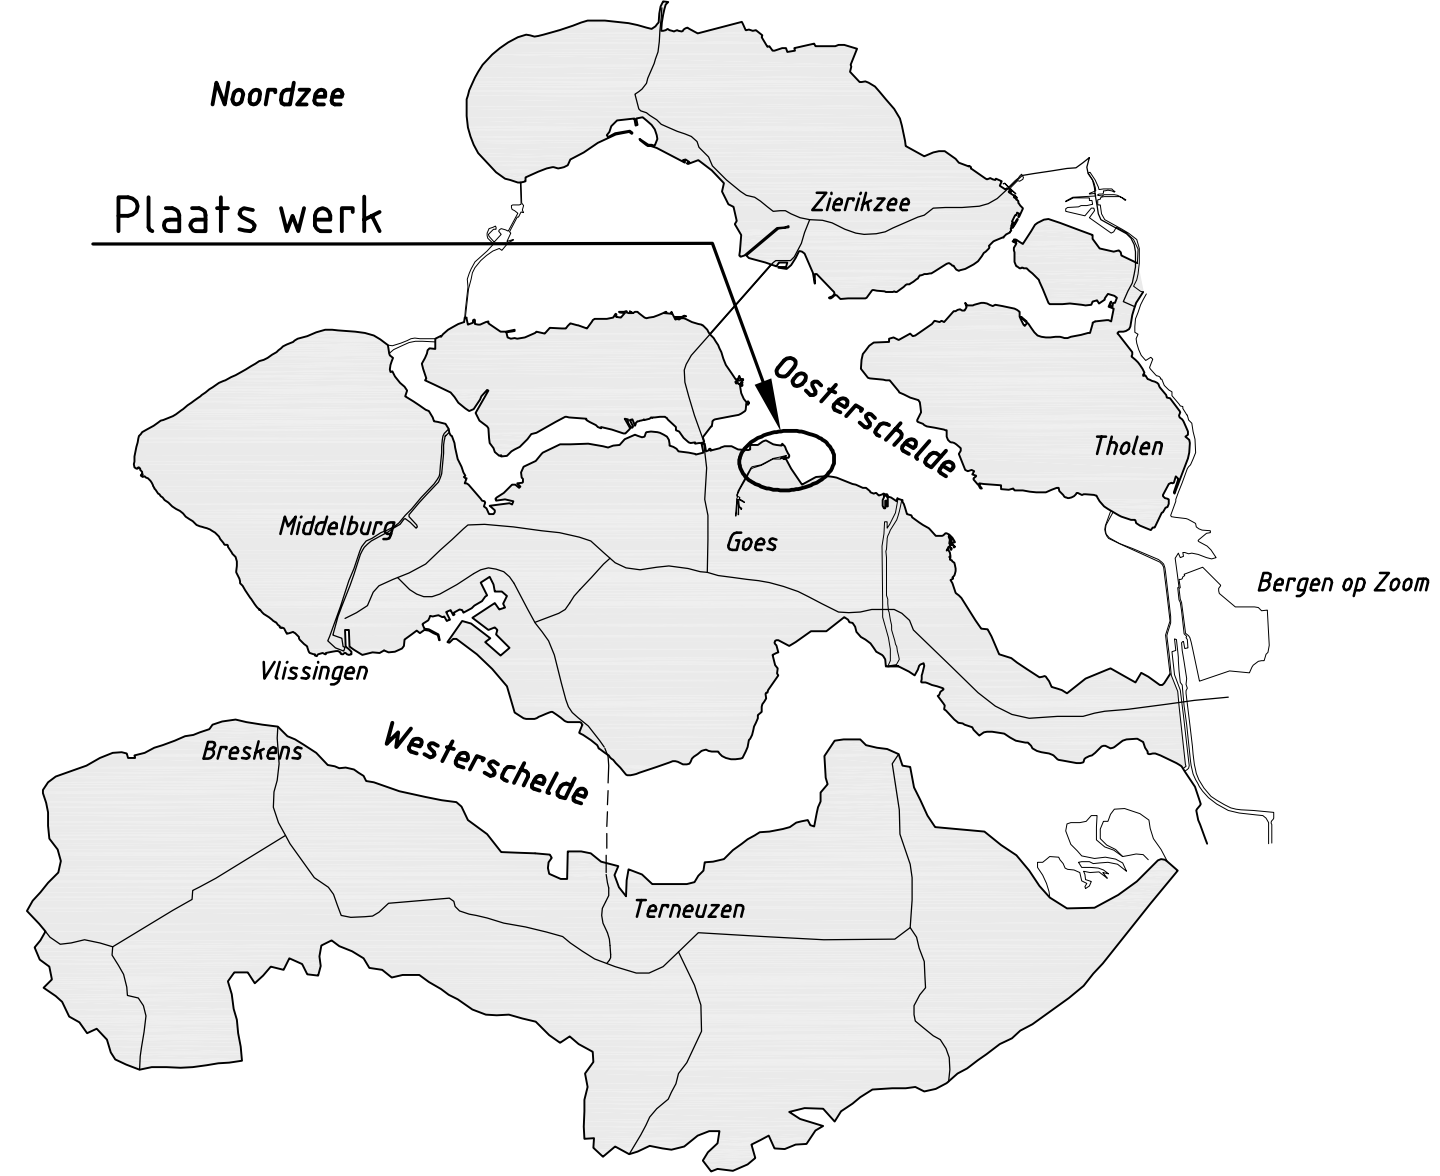 Noordzee
Plaats werk
Zierikzee
Oosterschelde
Tholen
Middelburg
Goes
Bergen op Zoom
Vlissingen
Westerschelde
Breskens
Terneuzen